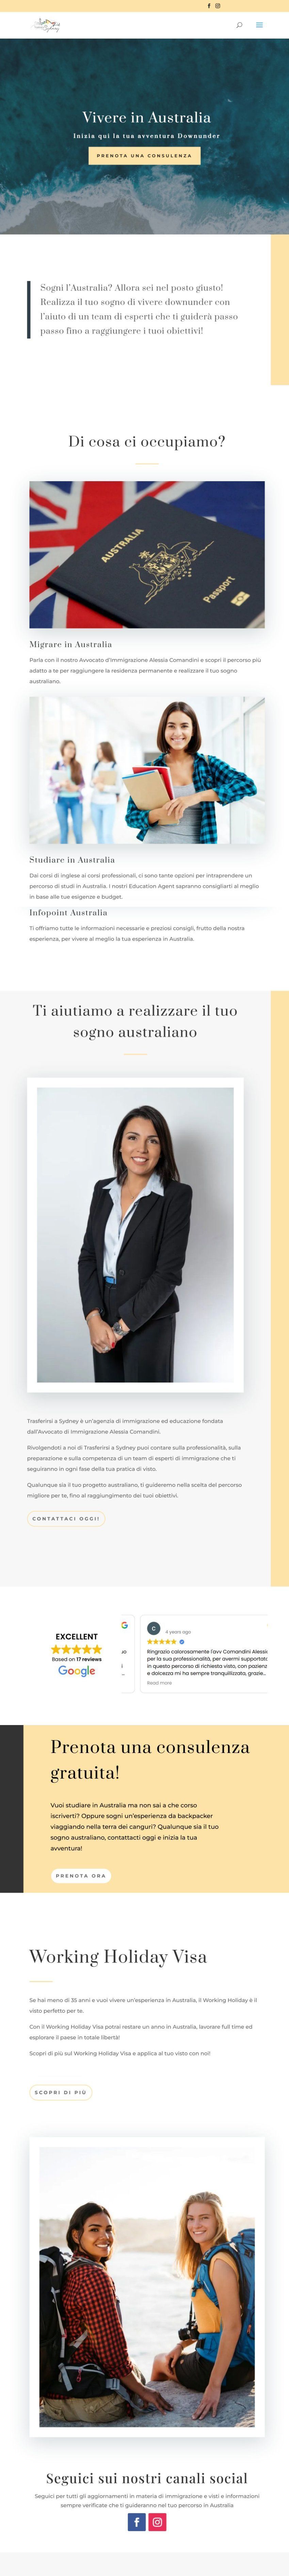 Sydney
Vivere in Australia
Inizia qui la tua avventura Downunder
PRENOTA UNA CONSULENZA
Sogni l'Australia? Allora sei nel posto giusto!
Realizza il tuo sogno di vivere downunder con
l'aiuto di un team di esperti che ti guiderà passo
passo fino a raggiungere i tuoi obiettivi!
Di cosa ci occupiamo?
AUSTRALIA
Passport
Migrare in Australia
Parla con il nostro Avvocato d'Immigrazione Alessia Comandini e scopri il percorso più
adatto a te per raggiungere la residenza permanente e realizzare il tuo sogno
australiano.
Studiare in Australia
Dai corsi di inglese ai corsi professionali, ci sono tante opzioni per intraprendere un
percorso di studi in Australia. I nostri Education Agent sapranno consigliarti al meglio
in base alle tue esigenze e budget.
Infopoint Australia
Ti offriamo tutte le informazioni necessarie e preziosi consigli, frutto della nostra
esperienza, per vivere al meglio la tua esperienza in Australia.
Ti aiutiamo a realizzare il tuo
sogno australiano
Trasferirsi a Sydney è un'agenzia di immigrazione ed educazione fondata
dall'Avvocato di Immigrazione Alessia Comandini.
Rivolgendoti a noi di Trasferirsi a Sydney puoi contare sulla professionalità, sulla
preparazione e sulla competenza di un team di esperti di immigrazione che ti
seguiranno in ogni fase della tua pratica di visto.
Qualunque sia il tuo progetto australiano, ti guideremo nella scelta del percorso
migliore per te, fino al raggiungimento dei tuoi obiettivi.
CONTATTACI OGGI!
EXCELLENT
Based on 17 reviews
Google
C
4 years ago
Ringrazio calorosamente l'avv Comandini Alessi
per la sua professionalità, per avermi supportat
in questo percorso di richiesta visto, con pazien
e dolcezza mi ha sempre tranquillizzata, grazie...
Read more
Prenota una consulenza
gratuita!
Vuoi studiare in Australia ma non sai a che corso
iscriverti? Oppure sogni un'esperienza da backpacker
viaggiando nella terra dei canguri? Qualunque sia il tuo
sogno australiano, contattaci oggi e inizia la tua
avventura!
PRENOTA ORA
Working Holiday Visa
Se hai meno di 35 anni e vuoi vivere un'esperienza in Australia, il Working Holiday è il
visto perfetto per te.
Con il Working Holiday Visa potrai restare un anno in Australia, lavorare full time ed
esplorare il paese in totale libertà!
Scopri di più sul Working Holiday Visa e applica al tuo visto con noi!
SCOPRI DI PIÙ
Seguici sui nostri canali social
Seguici per tutti gli aggiornamenti in materia di immigrazione e visti e informazioni
sempre verificate che ti guideranno nel tuo percorso in Australia